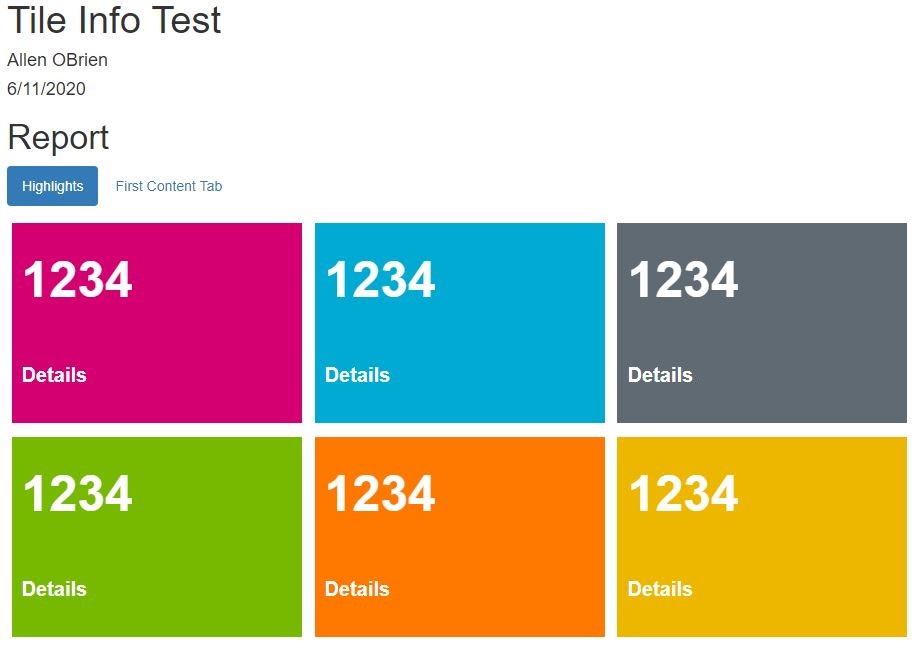 Tile Info Test
Allen OBrien
6/11/2020
Report
Highlights First Content Tab
1234 1234 1234
Details Details Details
1234 1234 1234
Details Details Details